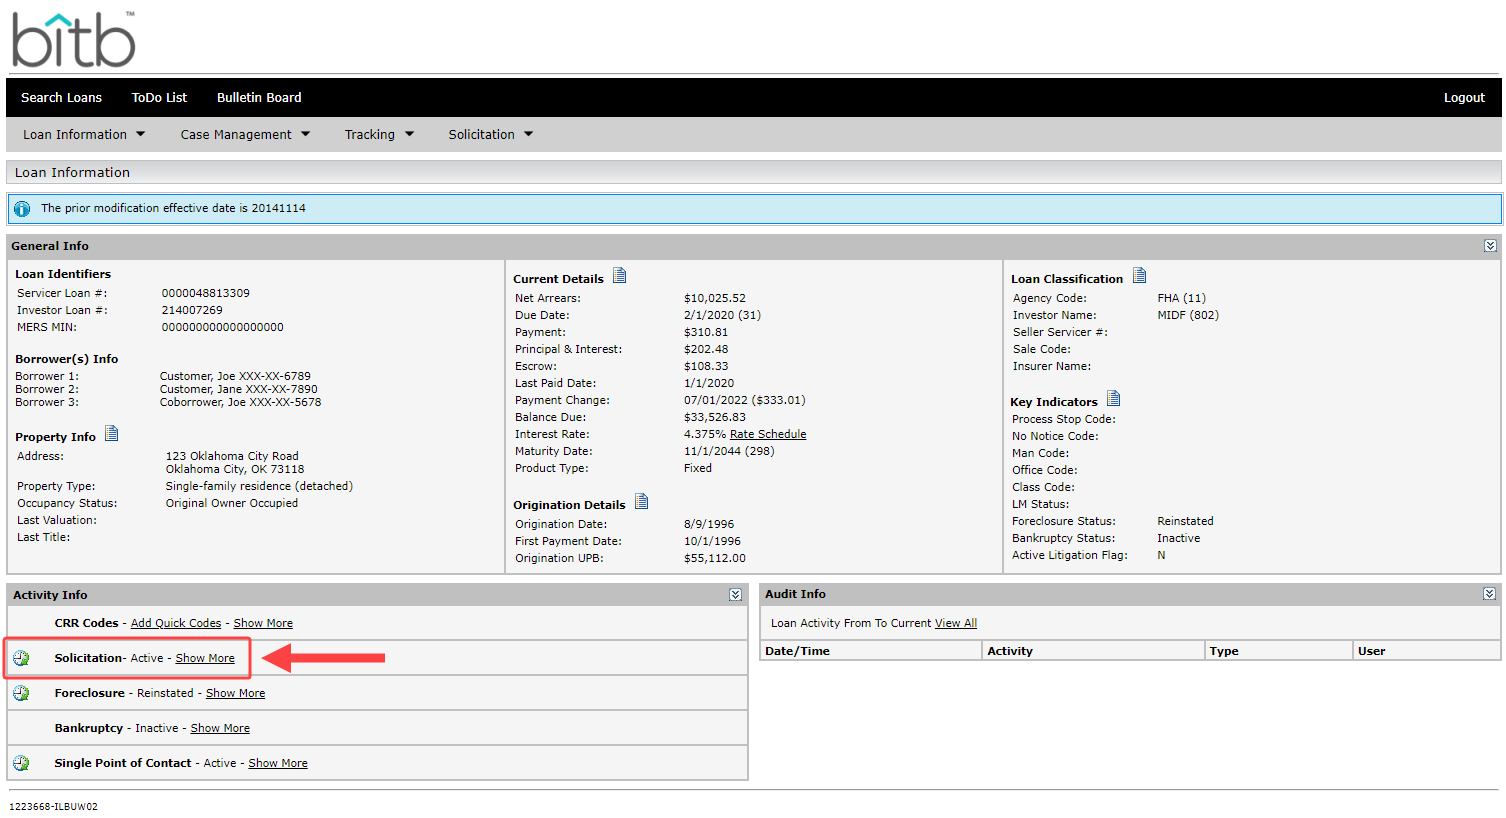 bitb™
Search Loans ToDo List Bulletin Board Logout
Loan Information Case Management Tracking Solicitation
Loan Information
The prior modification effective date is 20141114
General Info
Loan Identifiers
Servicer Loan #: 0000048813309
Investor Loan #: 214007269
MERS MIN: 000000000000000000
Borrower(s) Info
Borrower 1: Customer, Joe XXX-XX-6789
Borrower 2: Customer, Jane XXX-XX-7890
Borrower 3: Coborrower, Joe XXX-XX-5678
Property Info
Address: 123 Oklahoma City Road
Oklahoma City, OK 73118
Property Type: Single-family residence (detached)
Occupancy Status: Original Owner Occupied
Last Valuation:
Last Title:
Current Details
Net Arrears: $10,025.52
Due Date: 2/1/2020 (31)
Payment: $310.81
Principal & Interest: $202.48
Escrow: $108.33
Last Paid Date: 1/1/2020
Payment Change: 07/01/2022 ($333.01)
Balance Due: $33,526.83
Interest Rate: 4.375% Rate Schedule
Maturity Date: 11/1/2044 (298)
Product Type: Fixed
Origination Details
Origination Date: 8/9/1996
First Payment Date: 10/1/1996
Origination UPB: $55,112.00
Loan Classification
Agency Code: FHA (11)
Investor Name: MIDF (802)
Seller Servicer #:
Sale Code:
Insurer Name:
Key Indicators
Process Stop Code:
No Notice Code:
Man Code:
Office Code:
Class Code:
LM Status:
Foreclosure Status: Reinstated
Bankruptcy Status: Inactive
Active Litigation Flag: N
Activity Info
CRR Codes - Add Quick Codes - Show More
Solicitation- Active - Show More
Foreclosure - Reinstated - Show More
Bankruptcy - Inactive - Show More
Single Point of Contact - Active - Show More
Audit Info
Loan Activity From To Current View All
Date/Time Activity Type User
1223668-ILBUW02